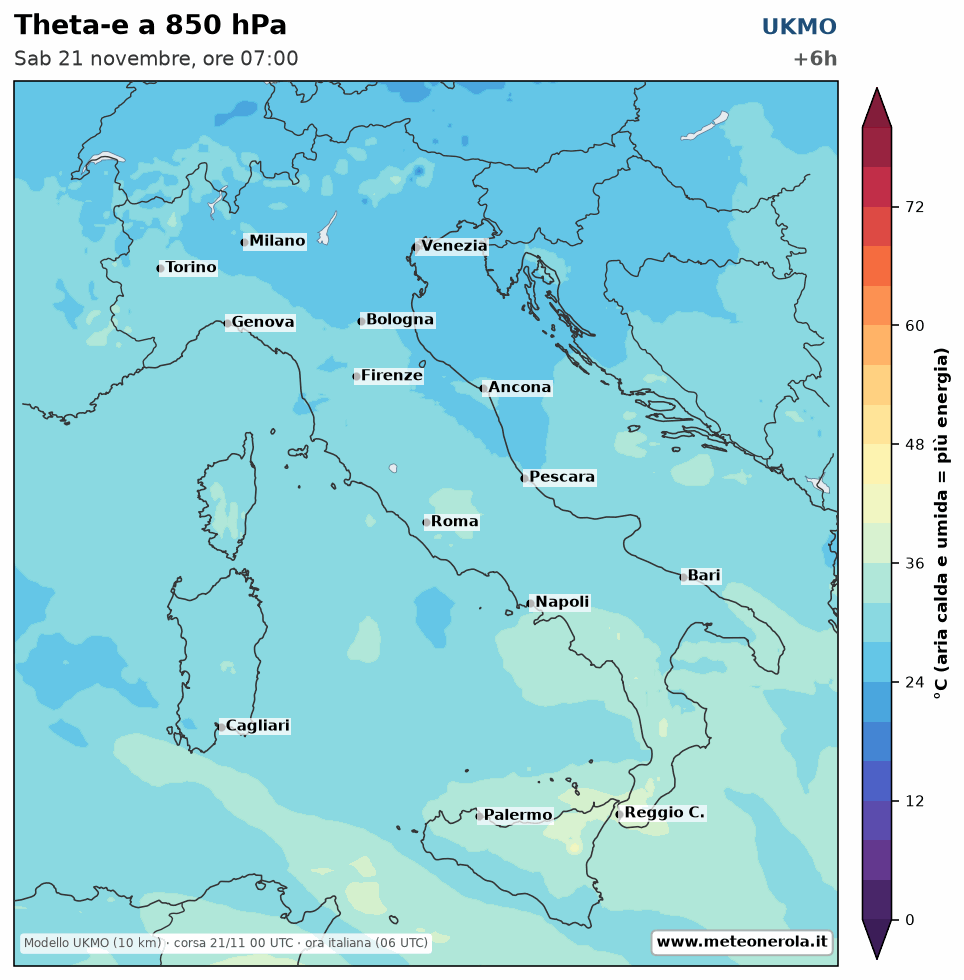 Theta-e a 850 hPa
UKMO
Sab 21 novembre, ore 07:00
+6h
Milano
Venezia
Torino
Genova
Bologna
Firenze
Ancona
Pescara
Roma
Bari
Napoli
Cagliari
Palermo
Reggio C.
72
60
48
36
24
12
0
°C (aria calda e umida = più energia)
Modello UKMO (10 km) · corsa 21/11 00 UTC · ora italiana (06 UTC)
www.meteonerola.it